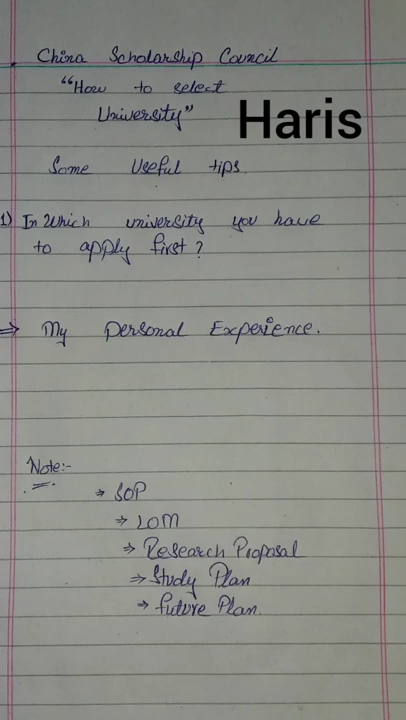 China Scholarship Council
"How to select
University"
Haris
Some Useful tips
1) In Which university you have
to apply first?
⇒ My Personal Experience.
Note:-
→ SOP
⇒ LOM
⇒ Research Proposal
⇒ Study Plan
→ Future Plan.